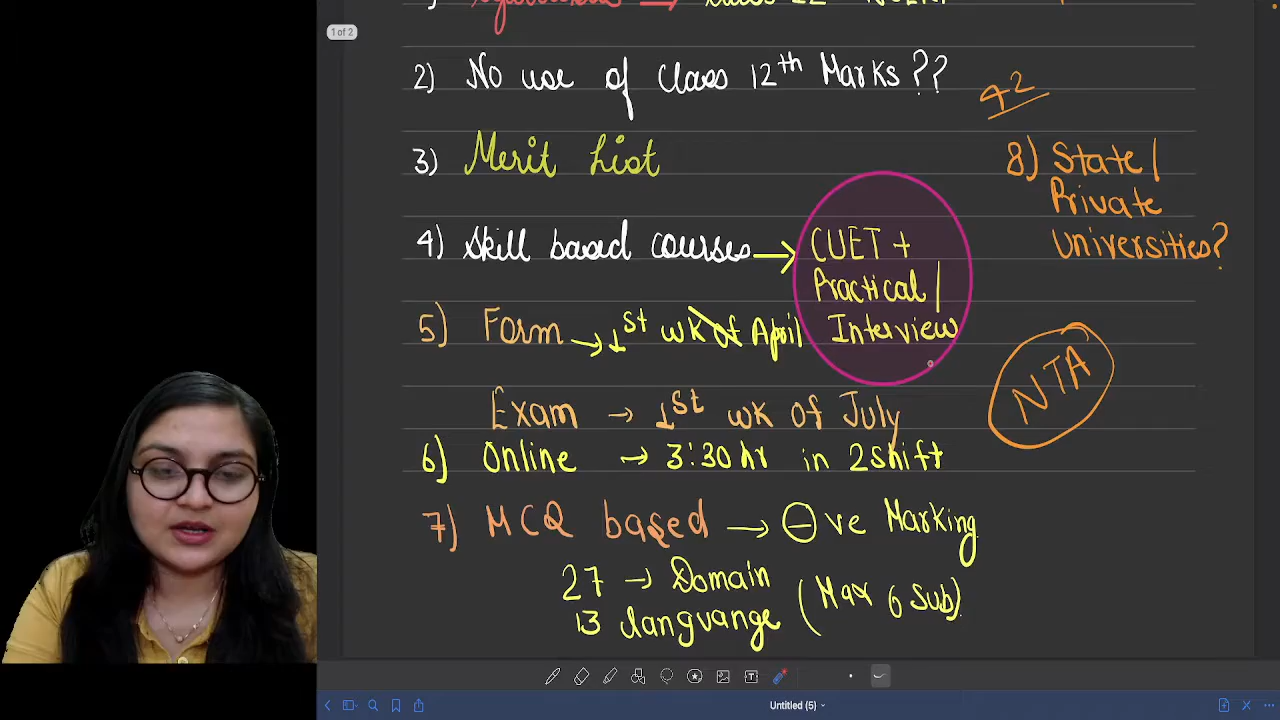 1 of 2
2) No use of Class 12th Marks??
42
3) Merit List
8) State/
Private
Universities?
4) Skill based courses → CUET +
Practical/
Interview
5) Form → 1st wk of April
NTA
Exam → 1st wk of July
6) Online → 3:30 hr in 2 shift
7) MCQ based → -ve Marking
27 → Domain
13 langvange (Max 6 Sub)
Untitled (5)